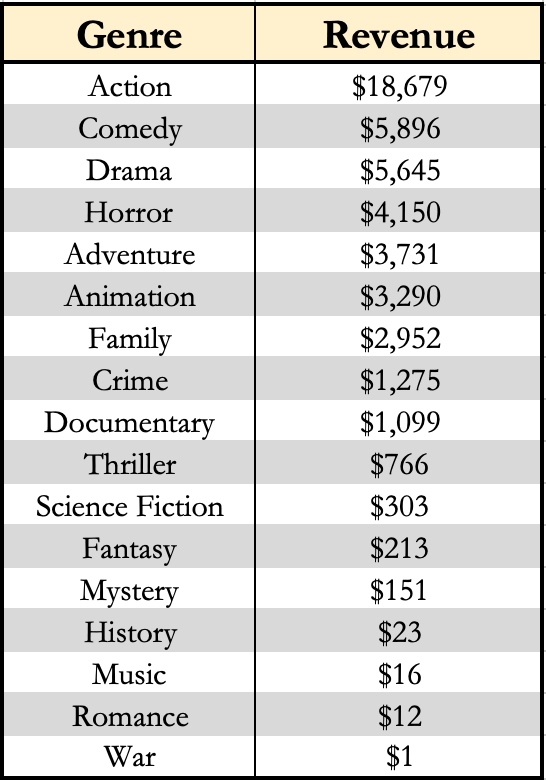 Genre Revenue
Action $18,679
Comedy $5,896
Drama $5,645
Horror $4,150
Adventure $3,731
Animation $3,290
Family $2,952
Crime $1,275
Documentary $1,099
Thriller $766
Science Fiction $303
Fantasy $213
Mystery $151
History $23
Music $16
Romance $12
War $1